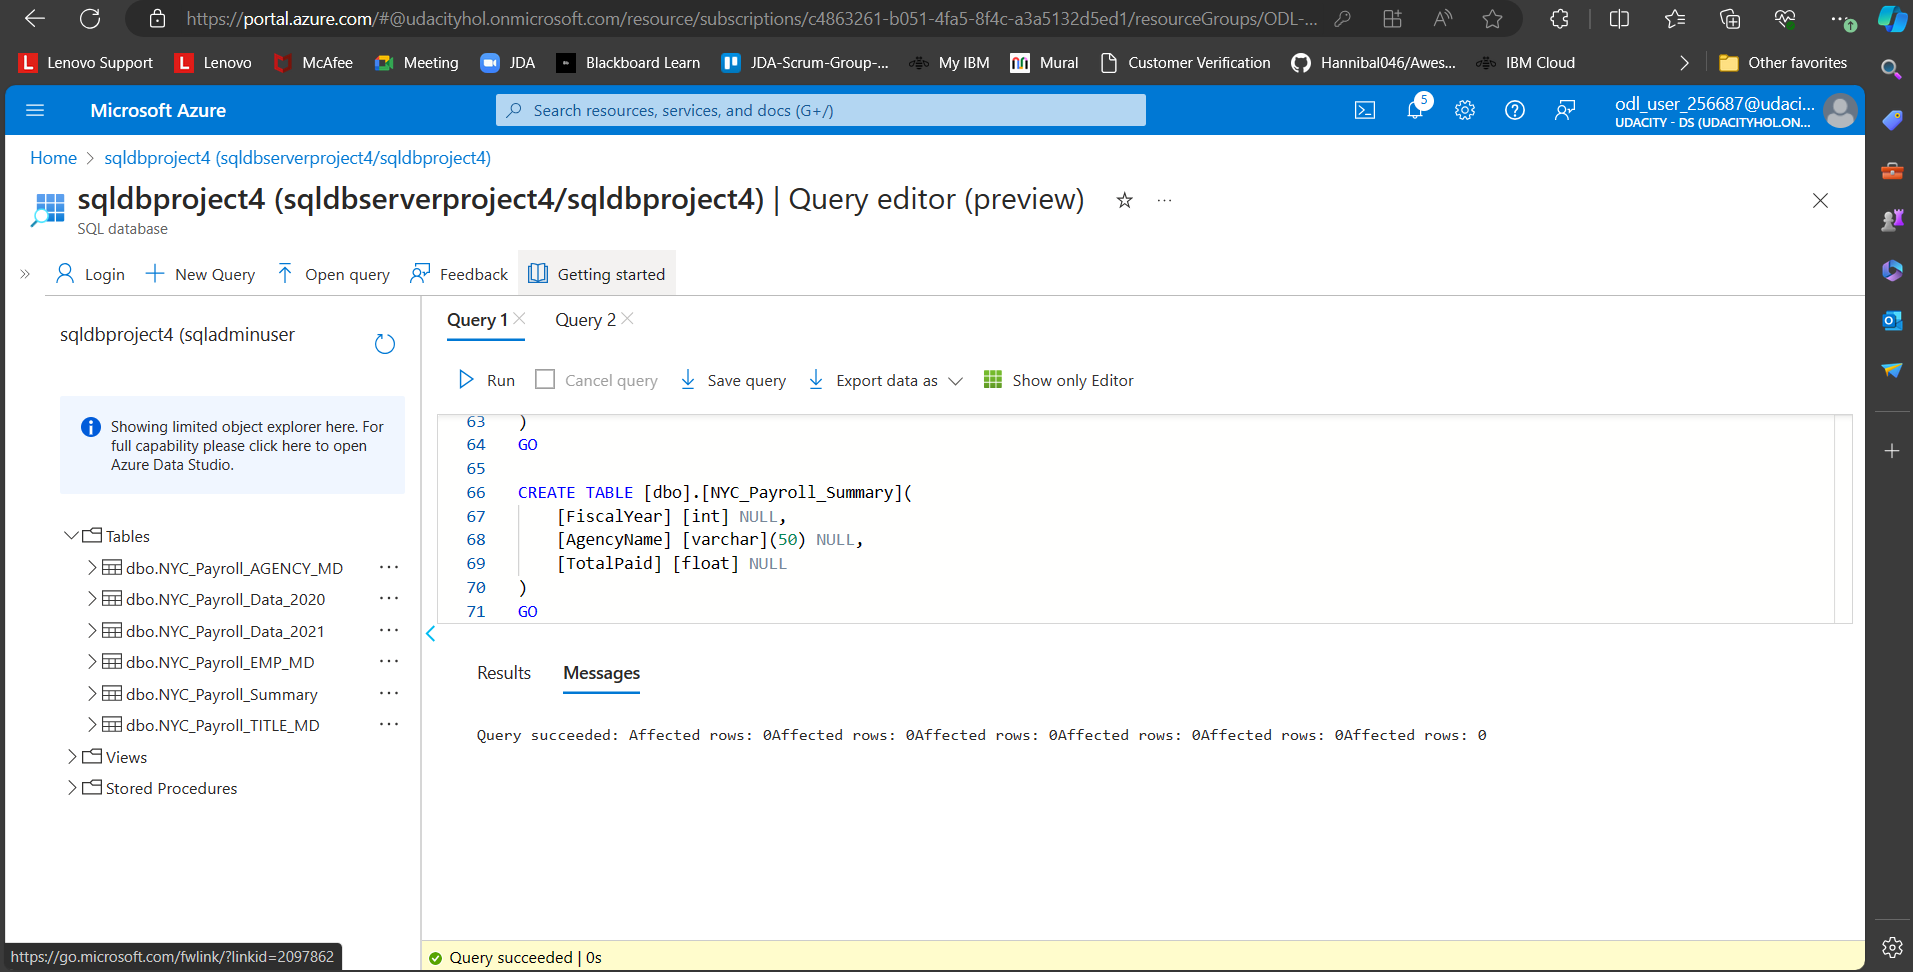 https://portal.azure.com/#@udacityhol.onmicrosoft.com/resource/subscriptions/c4863261-b051-4fa5-8f4c-a3a5132d5ed1/resourceGroups/ODL-...
Lenovo Support Lenovo McAfee Meeting JDA Blackboard Learn JDA-Scrum-Group-... My IBM Mural Customer Verification Hannibal046/Awes... IBM Cloud Other favorites
Microsoft Azure
Search resources, services, and docs (G+/)
5
odl_user_256687@udaci...
UDACITY - DS (UDACITYHOL.ON...
Home > sqldbproject4 (sqldbserverproject4/sqldbproject4)
sqldbproject4 (sqldbserverproject4/sqldbproject4) | Query editor (preview) ☆ ...
SQL database
Login New Query Open query Feedback Getting started
sqldbproject4 (sqladminuser
Showing limited object explorer here. For
full capability please click here to open
Azure Data Studio.
Tables
dbo.NYC_Payroll_AGENCY_MD ...
dbo.NYC_Payroll_Data_2020 ...
dbo.NYC_Payroll_Data_2021 ...
dbo.NYC_Payroll_EMP_MD ...
dbo.NYC_Payroll_Summary ...
dbo.NYC_Payroll_TITLE_MD ...
Views
Stored Procedures
Query 1 Query 2
Run Cancel query Save query Export data as Show only Editor
63 )
64 GO
65
66 CREATE TABLE [dbo].[NYC_Payroll_Summary](
67 [FiscalYear] [int] NULL,
68 [AgencyName] [varchar](50) NULL,
69 [TotalPaid] [float] NULL
70 )
71 GO
Results Messages
Query succeeded: Affected rows: 0Affected rows: 0Affected rows: 0Affected rows: 0Affected rows: 0Affected rows: 0
https://go.microsoft.com/fwlink/?linkid=2097862
Query succeeded | 0s